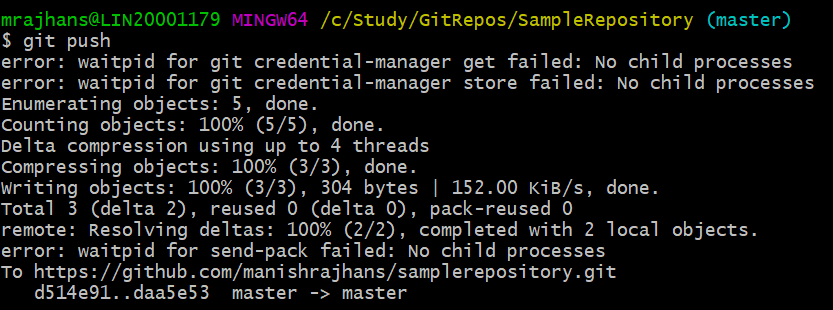 mrajhans@LIN20001179 MINGW64 /c/Study/GitRepos/SampleRepository (master)
$ git push
error: waitpid for git credential-manager get failed: No child processes
error: waitpid for git credential-manager store failed: No child processes
Enumerating objects: 5, done.
Counting objects: 100% (5/5), done.
Delta compression using up to 4 threads
Compressing objects: 100% (3/3), done.
Writing objects: 100% (3/3), 304 bytes | 152.00 KiB/s, done.
Total 3 (delta 2), reused 0 (delta 0), pack-reused 0
remote: Resolving deltas: 100% (2/2), completed with 2 local objects.
error: waitpid for send-pack failed: No child processes
To https://github.com/manishrajhans/samplerepository.git
   d514e91..daa5e53  master -> master